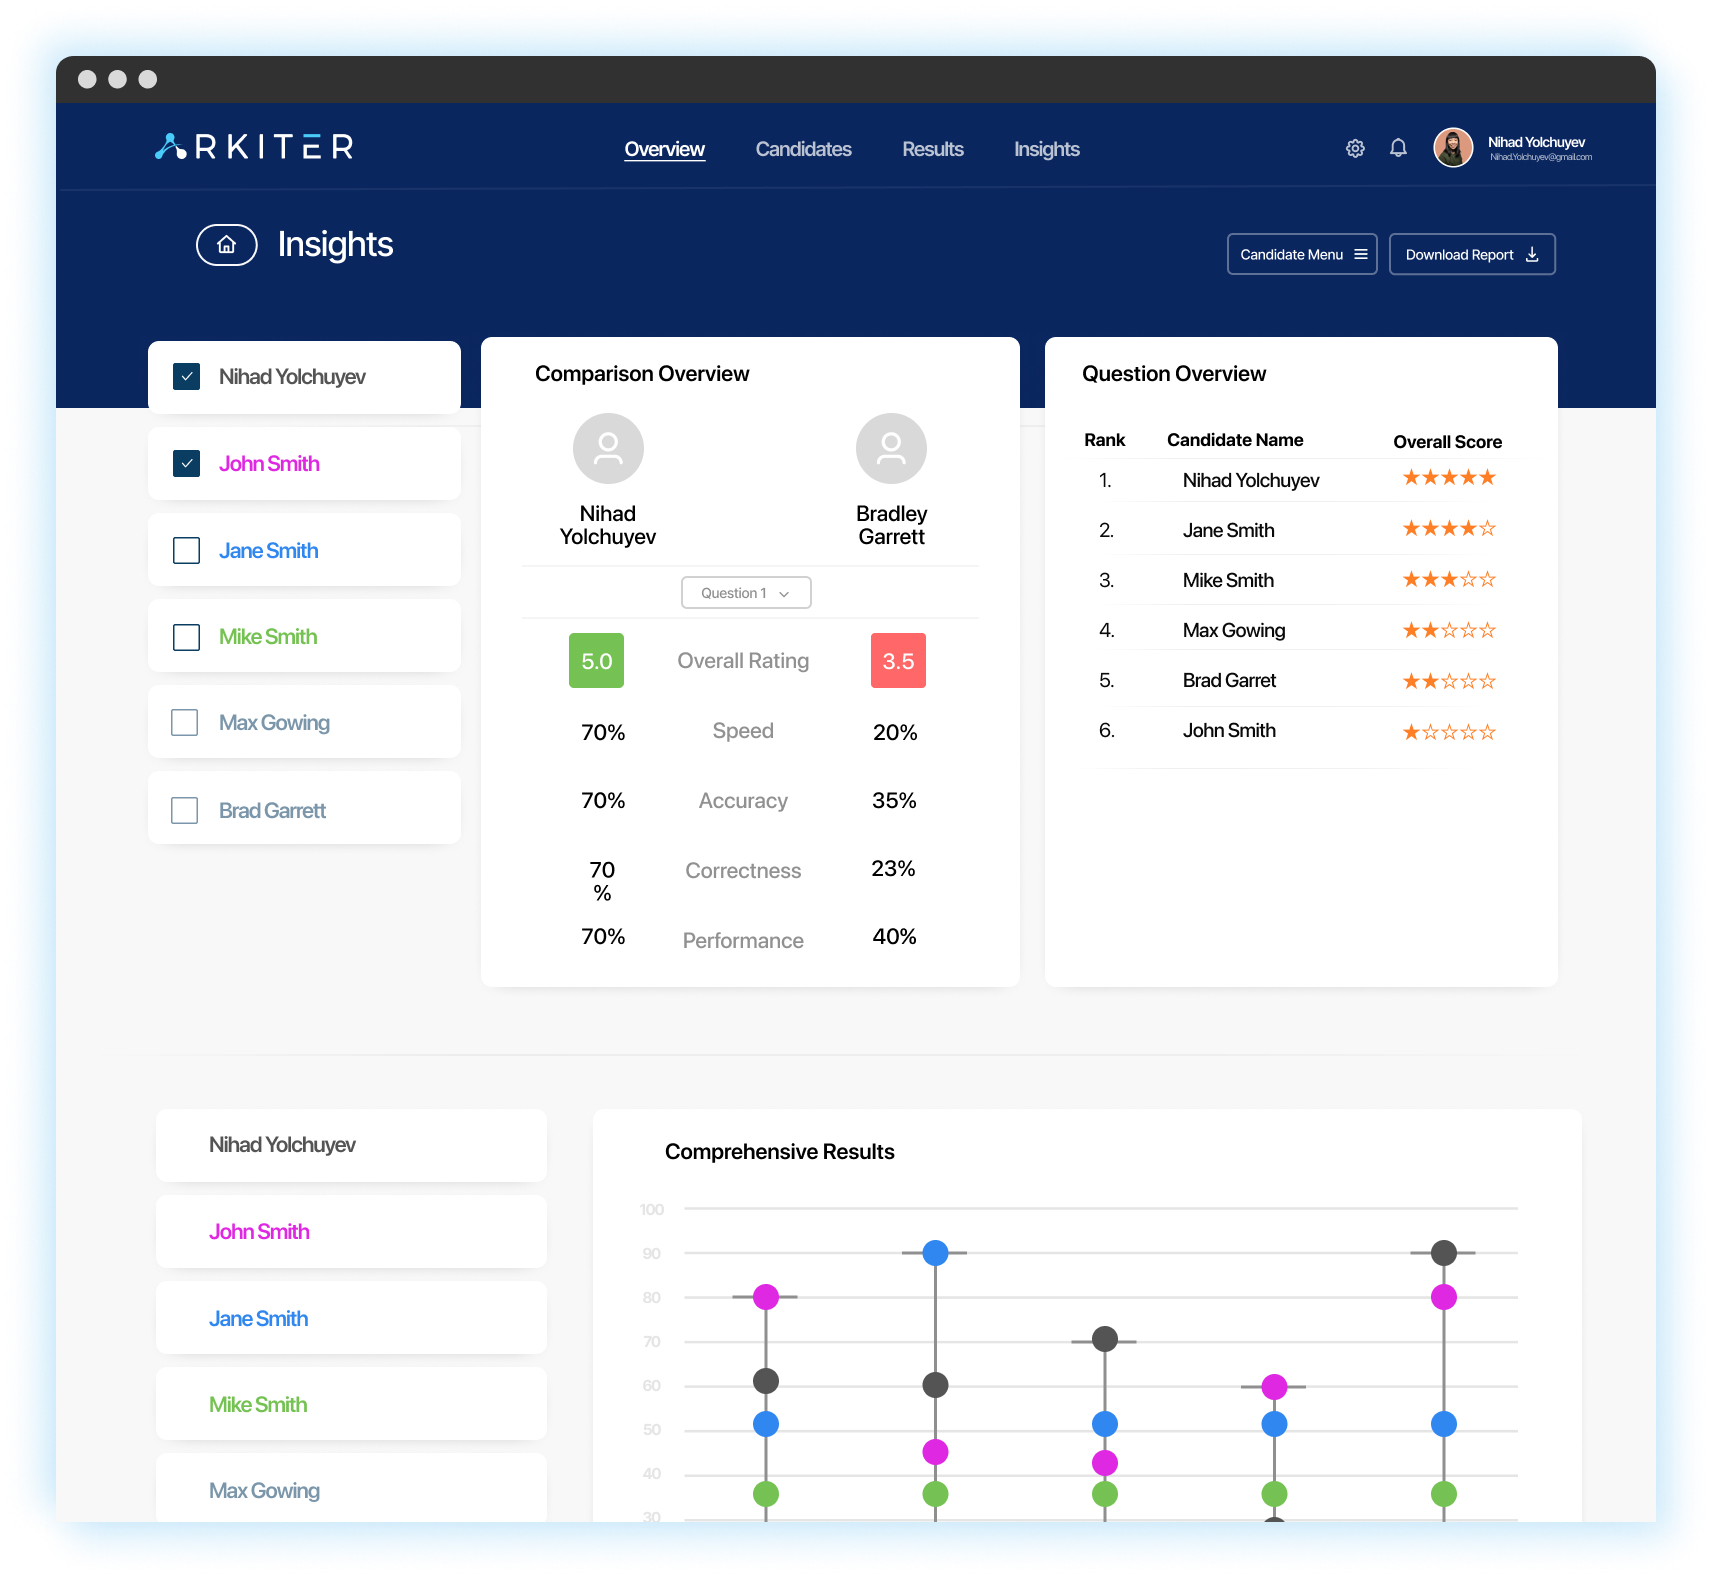 ARKITER
Overview
Candidates
Results
Insights
Nihad Yolchuyev
Nihad.Yolchuyev@gmail.com
Insights
Candidate Menu
Download Report
Nihad Yolchuyev
John Smith
Jane Smith
Mike Smith
Max Gowing
Brad Garrett
Comparison Overview
Nihad
Yolchuyev
Bradley
Garrett
Question 1
5.0 Overall Rating 3.5
70% Speed 20%
70% Accuracy 35%
70
%
Correctness 23%
70% Performance 40%
Question Overview
Rank Candidate Name Overall Score
1. Nihad Yolchuyev
2. Jane Smith
3. Mike Smith
4. Max Gowing
5. Brad Garret
6. John Smith
Nihad Yolchuyev
John Smith
Jane Smith
Mike Smith
Max Gowing
Comprehensive Results
100
90
80
70
60
50
40
30